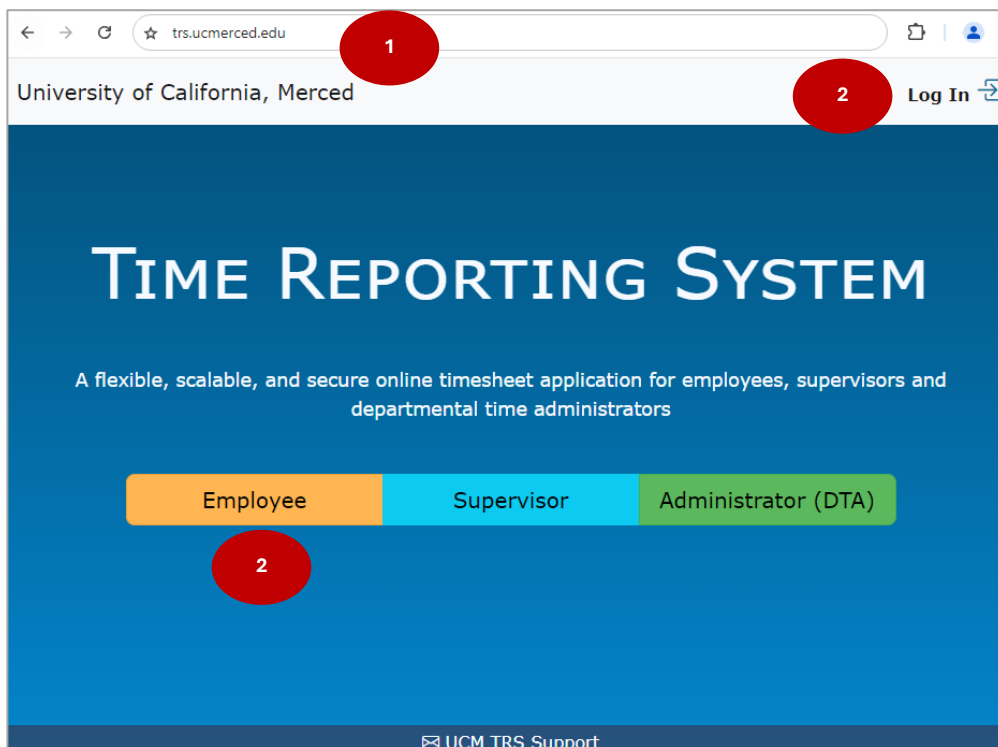 trs.ucmerced.edu
1
University of California, Merced
2
Log In
TIME REPORTING SYSTEM
A flexible, scalable, and secure online timesheet application for employees, supervisors and
departmental time administrators
Employee
Supervisor
Administrator (DTA)
2
UCM TRS Support